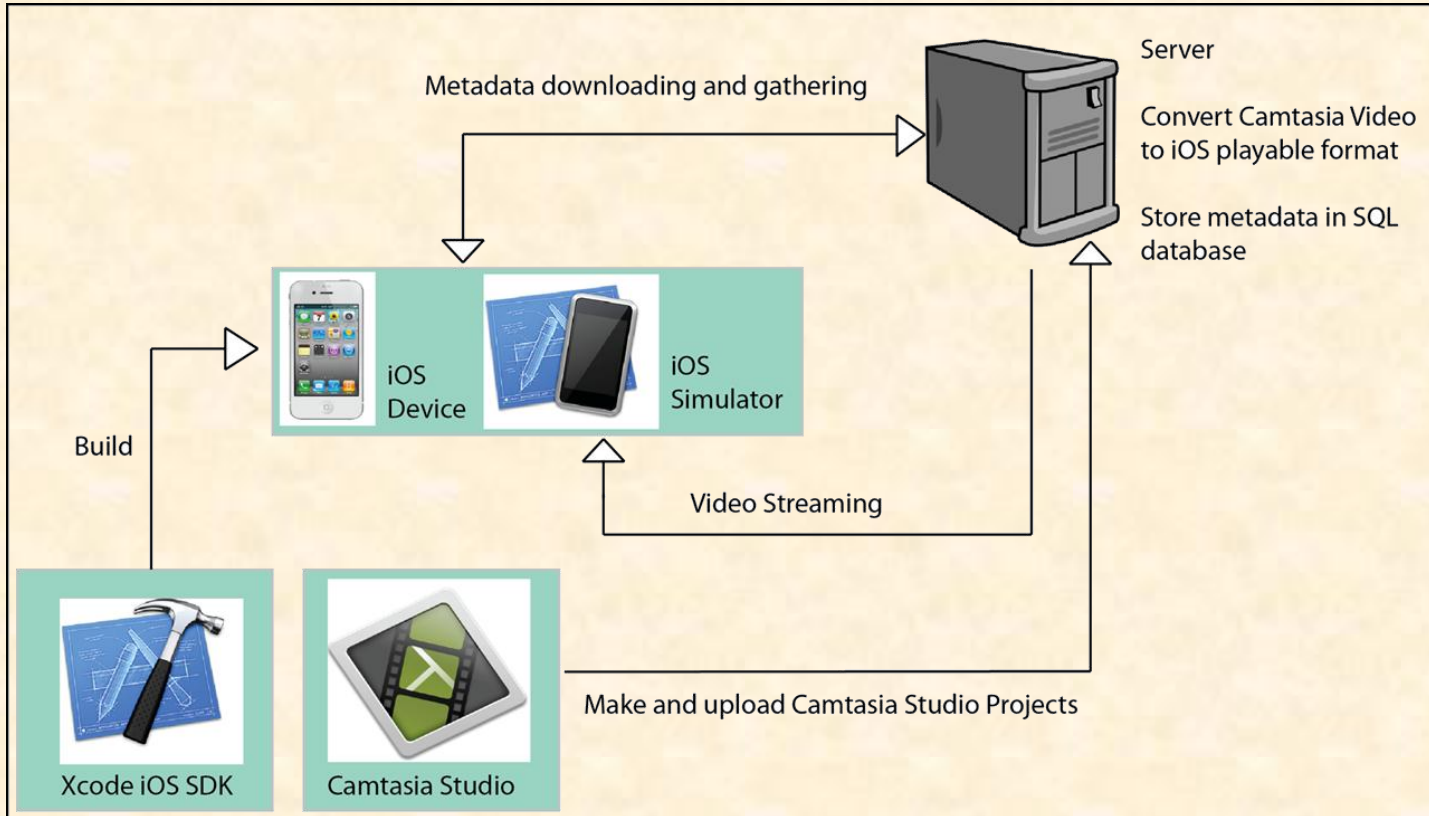 Server
Metadata downloading and gathering
Convert Camtasia Video
to iOS playable format
Store metadata in SQL
database
iOS
Device
iOS
Simulator
Build
Video Streaming
Make and upload Camtasia Studio Projects
Xcode iOS SDK
Camtasia Studio